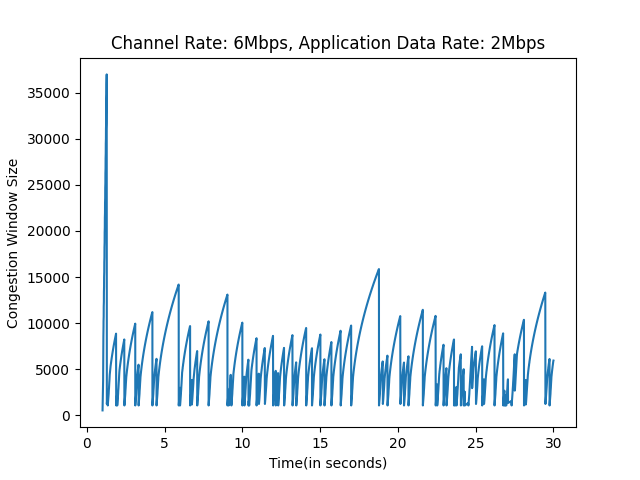 Channel Rate: 6Mbps, Application Data Rate: 2Mbps
35000
30000
25000
20000
15000
10000
5000
0
Congestion Window Size
0 5 10 15 20 25 30
Time(in seconds)